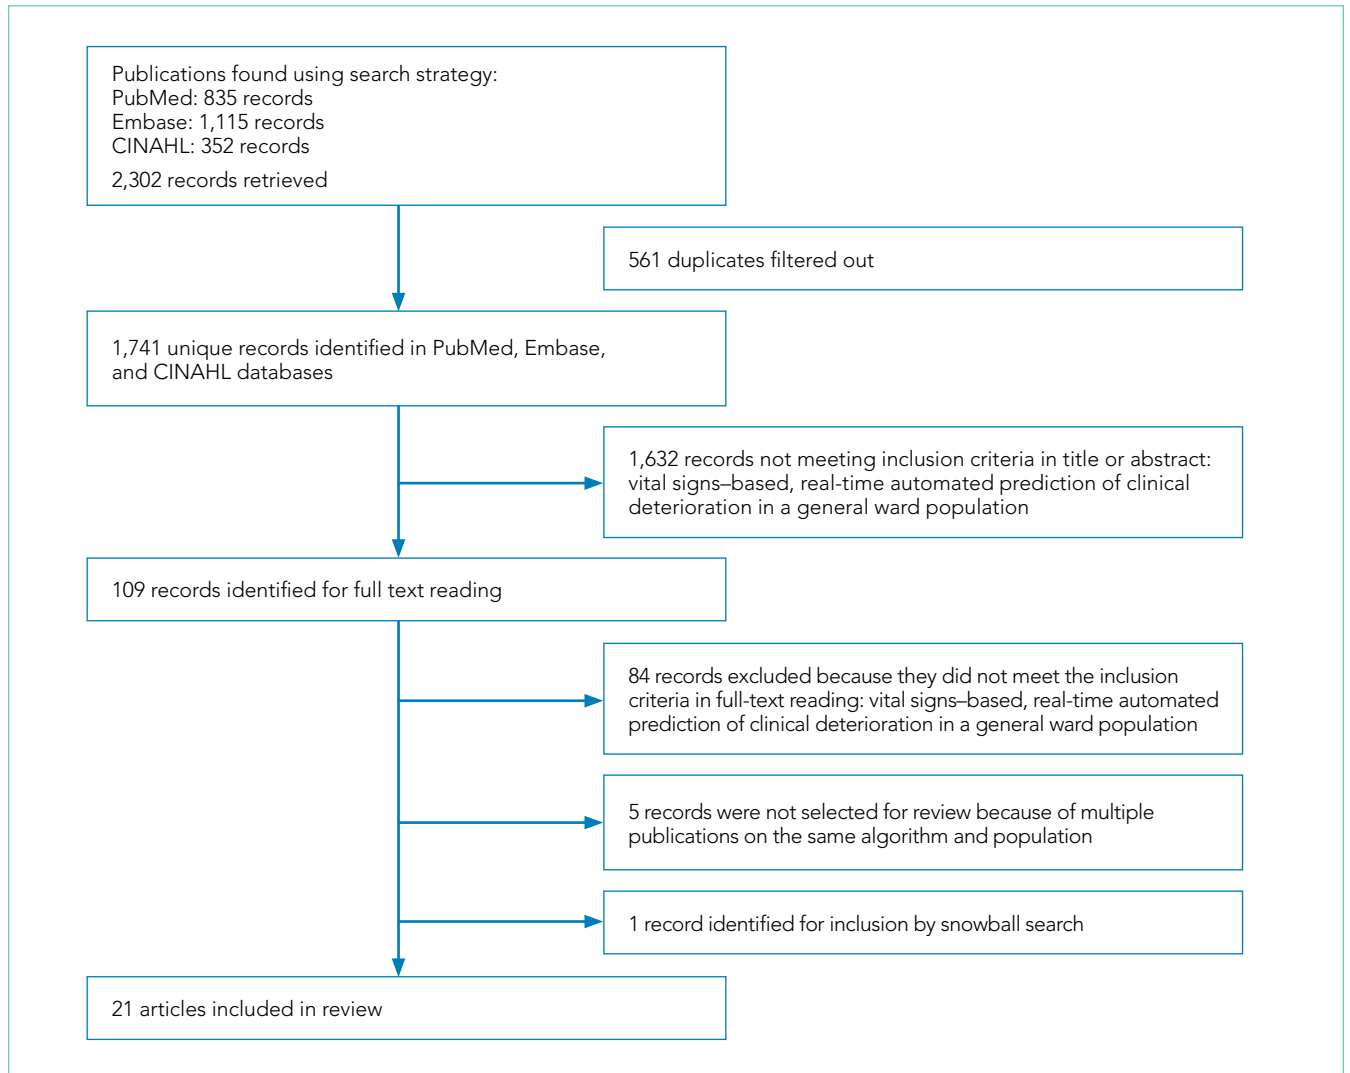 Publications found using search strategy:
PubMed: 835 records
Embase: 1,115 records
CINAHL: 352 records
2,302 records retrieved
561 duplicates filtered out
1,741 unique records identified in PubMed, Embase,
and CINAHL databases
1,632 records not meeting inclusion criteria in title or abstract:
vital signs–based, real-time automated prediction of clinical
deterioration in a general ward population
109 records identified for full text reading
84 records excluded because they did not meet the inclusion
criteria in full-text reading: vital signs–based, real-time automated
prediction of clinical deterioration in a general ward population
5 records were not selected for review because of multiple
publications on the same algorithm and population
1 record identified for inclusion by snowball search
21 articles included in review